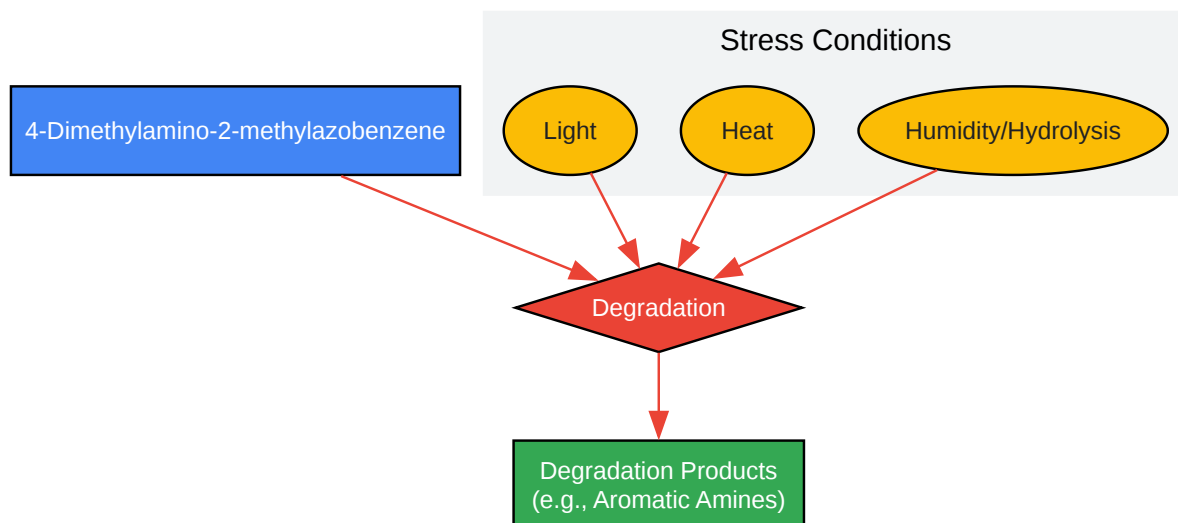 Stress Conditions
4-Dimethylamino-2-methylazobenzene
Light
Heat
Humidity/Hydrolysis
Degradation
Degradation Products
(e.g., Aromatic Amines)